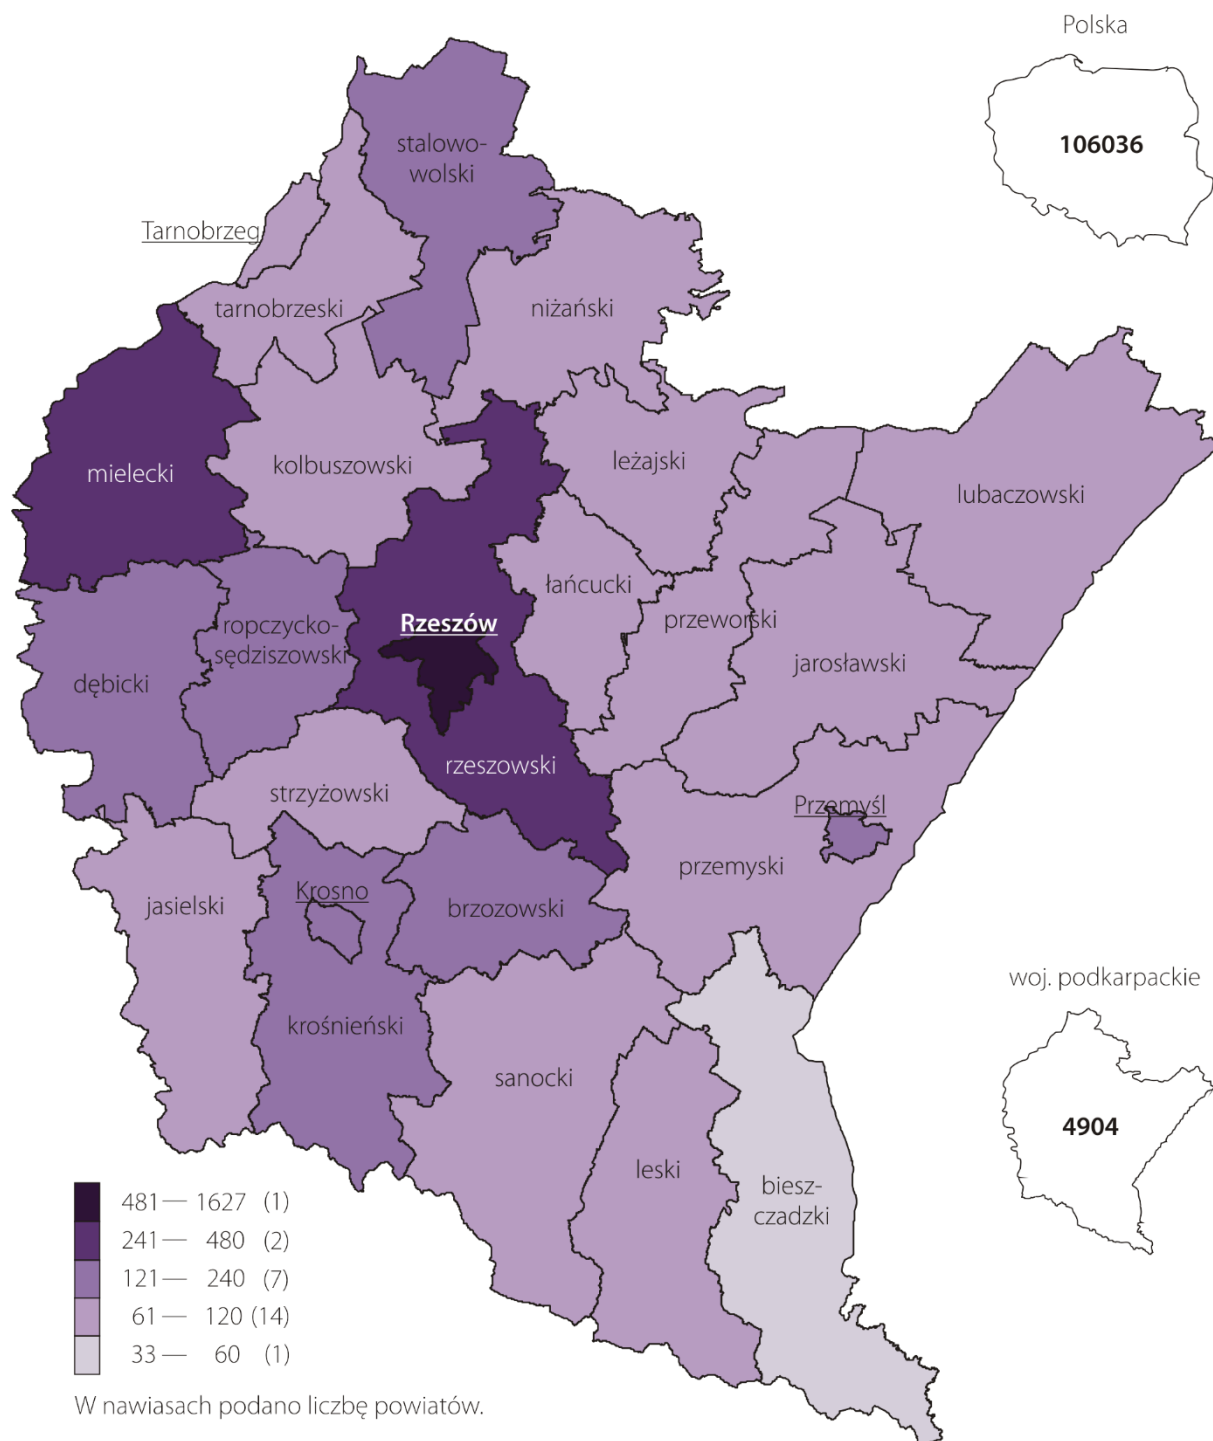 Polska
106036
stalowo-
wolski
Tarnobrzeg
tarnobrzeski
niżański
mielecki
kolbuszowski
leżajski
lubaczowski
łańcucki
ropczycko-
sędziszowski
Rzeszów
przeworski
jarosławski
dębicki
rzeszowski
strzyżowski
Przemyśl
przemyski
jasielski
Krosno
brzozowski
krośnieński
sanocki
leski
biesz-
czadzki
woj. podkarpackie
4904
481 — 1627 (1)
241 — 480 (2)
121 — 240 (7)
61 — 120 (14)
33 — 60 (1)
W nawiasach podano liczbę powiatów.